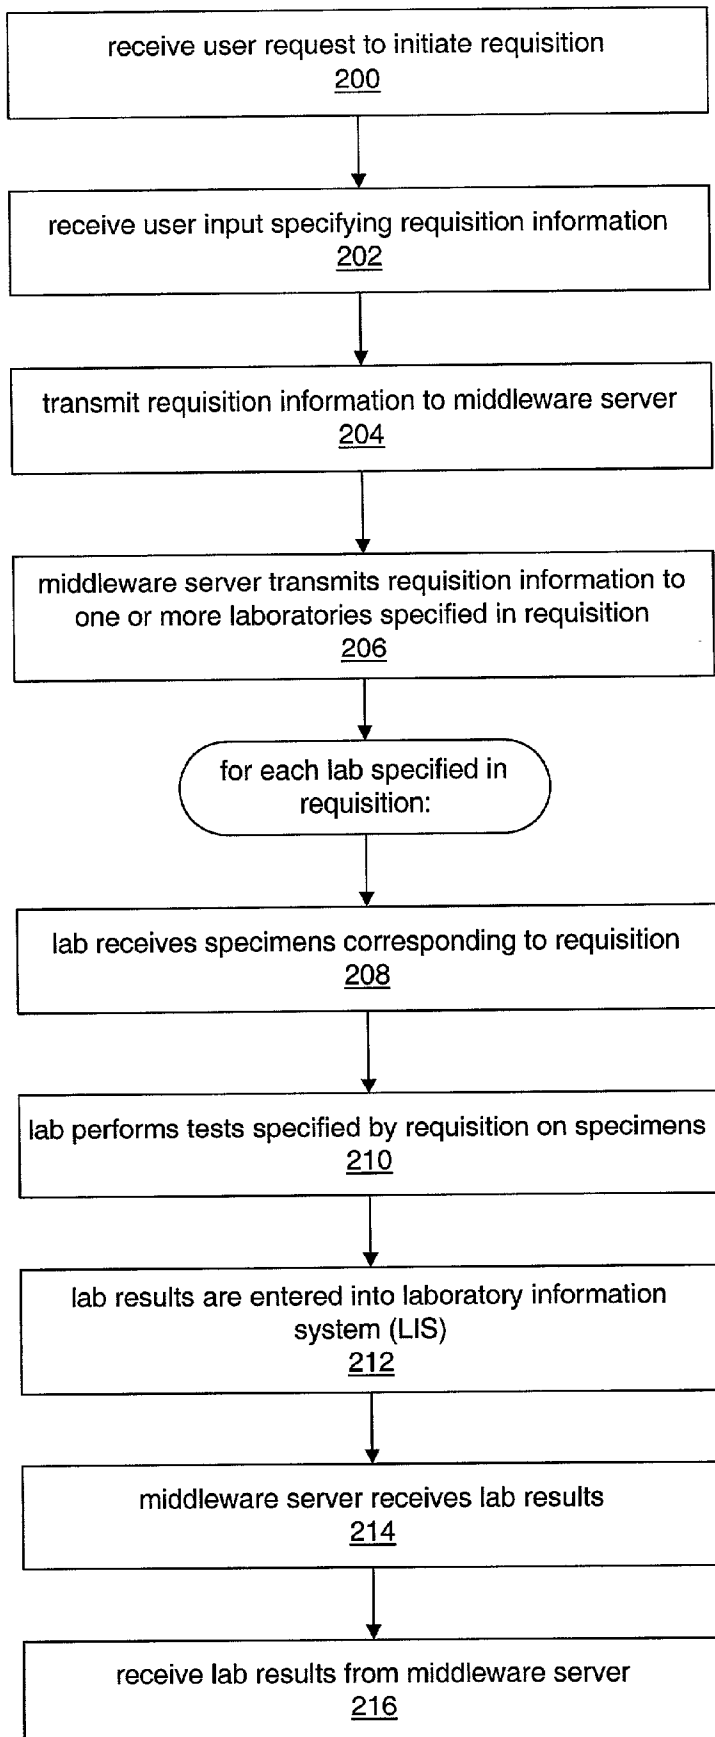 receive user request to initiate requisition
200
receive user input specifying requisition information
202
transmit requisition information to middleware server
204
middleware server transmits requisition information to
one or more laboratories specified in requisition
206
for each lab specified in
requisition:
lab receives specimens corresponding to requisition
208
lab performs tests specified by requisition on specimens
210
lab results are entered into laboratory information
system (LIS)
212
middleware server receives lab results
214
receive lab results from middleware server
216